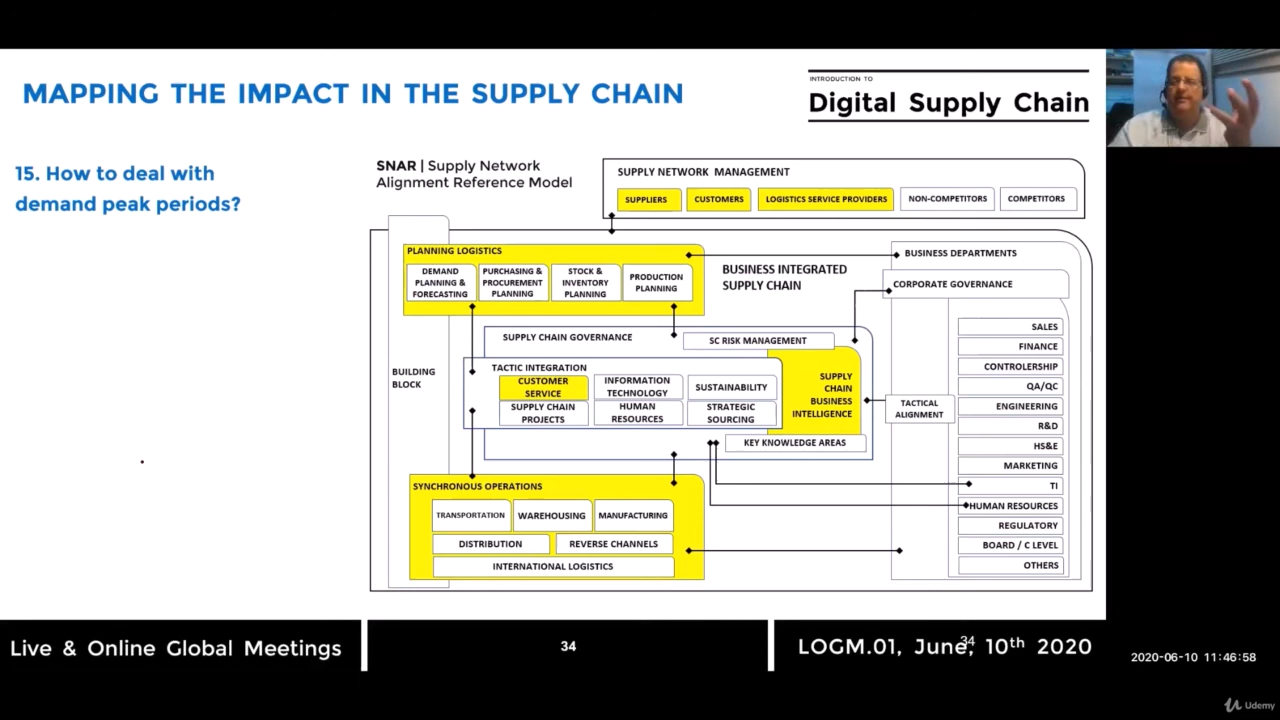 MAPPING THE IMPACT IN THE SUPPLY CHAIN
INTRODUCTION TO
Digital Supply Chain
15. How to deal with
demand peak periods?
SNAR | Supply Network
Alignment Reference Model
SUPPLY NETWORK MANAGEMENT
SUPPLIERS
CUSTOMERS
LOGISTICS SERVICE PROVIDERS
NON-COMPETITORS
COMPETITORS
PLANNING LOGISTICS
DEMAND
PLANNING &
FORECASTING
PURCHASING &
PROCUREMENT
PLANNING
STOCK &
INVENTORY
PLANNING
PRODUCTION
PLANNING
BUSINESS INTEGRATED
SUPPLY CHAIN
BUSINESS DEPARTMENTS
CORPORATE GOVERNANCE
SUPPLY CHAIN GOVERNANCE
SC RISK MANAGEMENT
BUILDING
BLOCK
TACTIC INTEGRATION
CUSTOMER
SERVICE
INFORMATION
TECHNOLOGY
SUSTAINABILITY
SUPPLY CHAIN
PROJECTS
HUMAN
RESOURCES
STRATEGIC
SOURCING
SUPPLY
CHAIN
BUSINESS
INTELLIGENCE
KEY KNOWLEDGE AREAS
TACTICAL
ALIGNMENT
SALES
FINANCE
CONTROLERSHIP
QA/QC
ENGINEERING
R&D
HS&E
MARKETING
TI
HUMAN RESOURCES
REGULATORY
BOARD / C LEVEL
OTHERS
SYNCHRONOUS OPERATIONS
TRANSPORTATION
WAREHOUSING
MANUFACTURING
DISTRIBUTION
REVERSE CHANNELS
INTERNATIONAL LOGISTICS
Live & Online Global Meetings
34
LOGM.01, June, 10th 2020
34
2020-06-10 11:46:58
Udemy